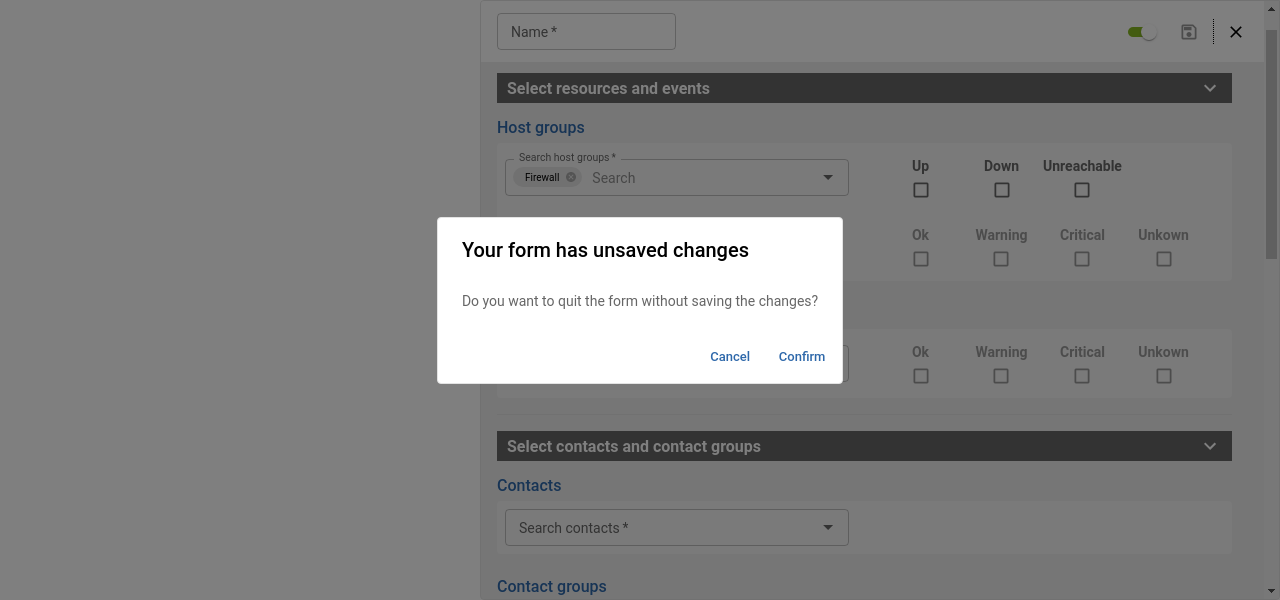 Name *
Select resources and events
Host groups
Search host groups *
Firewall
Search
Up
Down
Unreachable
Ok
Warning
Critical
Unkown
Your form has unsaved changes
Do you want to quit the form without saving the changes?
Cancel
Confirm
Ok
Warning
Critical
Unkown
Select contacts and contact groups
Contacts
Search contacts *
Contact groups